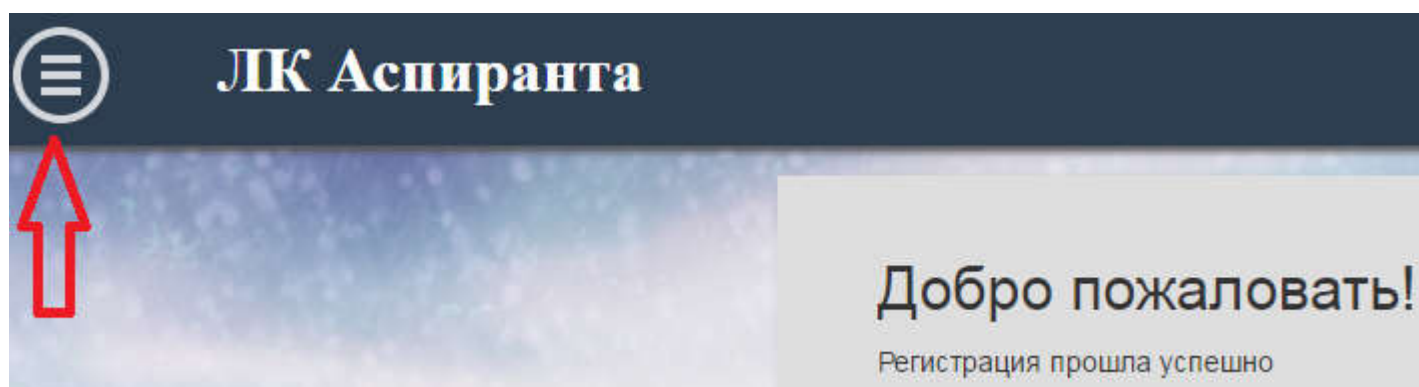 ЛК Аспиранта
Добро пожаловать!
Регистрация прошла успешно